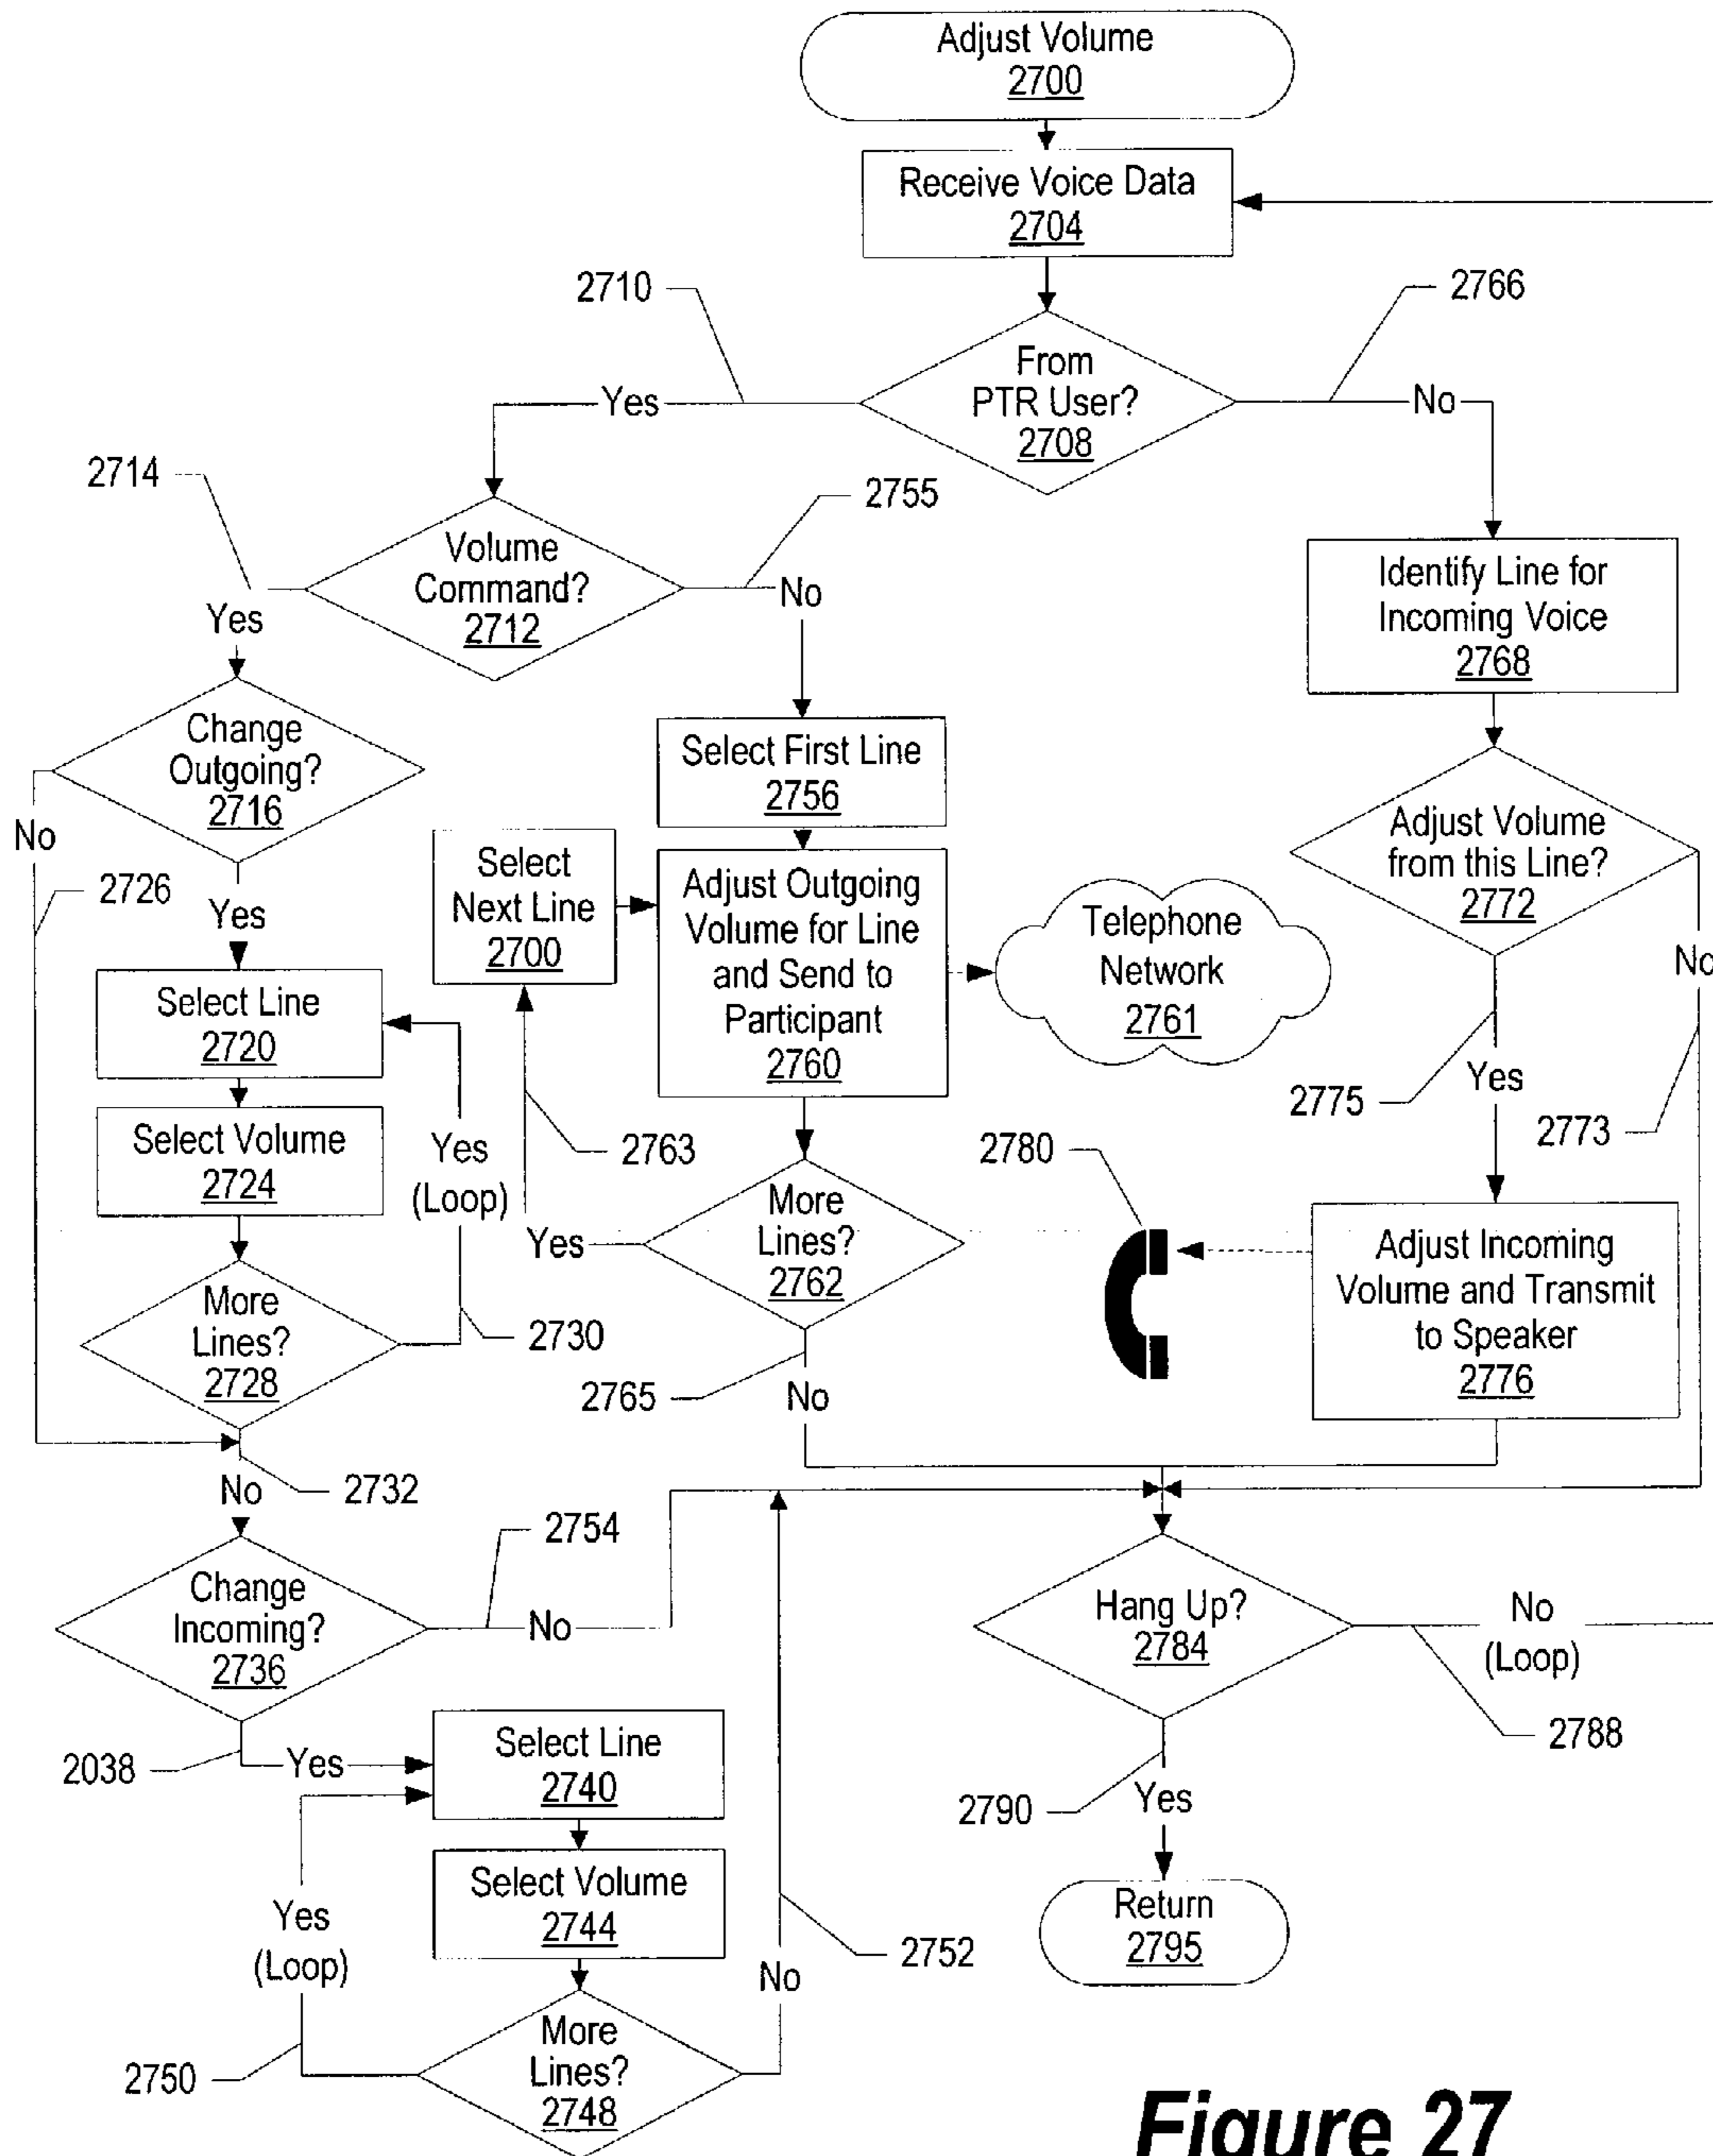 Adjust Volume
2700
Receive Voice Data
2704
2710
2766
From
PTR User?
2708
Yes
No
2714
2755
Volume
Command?
2712
No
Yes
Identify Line for
Incoming Voice
2768
Change
Outgoing?
2716
No
Yes
2726
Select First Line
2756
Select
Next Line
2700
Adjust Outgoing
Volume for Line
and Send to
Participant
2760
Telephone
Network
2761
Adjust Volume
from this Line?
2772
No
2775
Yes
2773
Select Line
2720
Select Volume
2724
Yes
(Loop)
2763
2780
More
Lines?
2728
2730
Yes
More
Lines?
2762
2765
No
Adjust Incoming
Volume and Transmit
to Speaker
2776
2732
No
2754
Change
Incoming?
2736
No
Hang Up?
2784
No
(Loop)
2788
2038
Yes
Select Line
2740
2790
Yes
Select Volume
2744
Yes
(Loop)
2752
No
Return
2795
2750
More
Lines?
2748
Figure 27